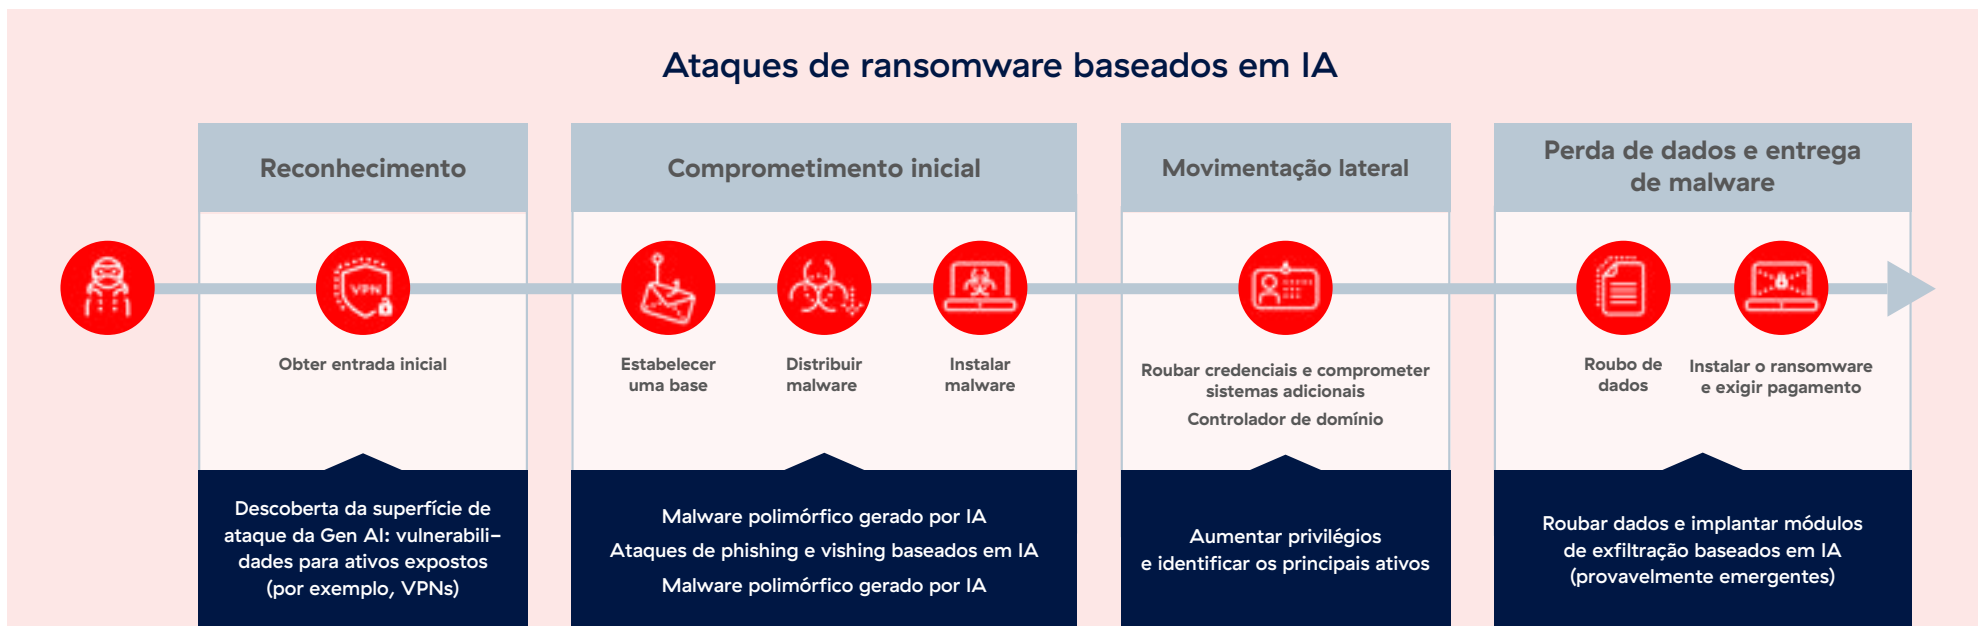 Ataques de ransomware baseados em IA
Reconhecimento
VPN
Obter entrada inicial
Descoberta da superfície de
ataque da Gen AI: vulnerabili-
dades para ativos expostos
(por exemplo, VPNs)
Comprometimento inicial
Estabelecer
uma base
Distribuir
malware
Instalar
malware
Malware polimórfico gerado por IA
Ataques de phishing e vishing baseados em IA
Malware polimórfico gerado por IA
Movimentação lateral
Roubar credenciais e comprometer
sistemas adicionais
Controlador de domínio
Aumentar privilégios
e identificar os principais ativos
Perda de dados e entrega
de malware
Roubo de
dados
Instalar o ransomware
e exigir pagamento
Roubar dados e implantar módulos
de exfiltração baseados em IA
(provavelmente emergentes)